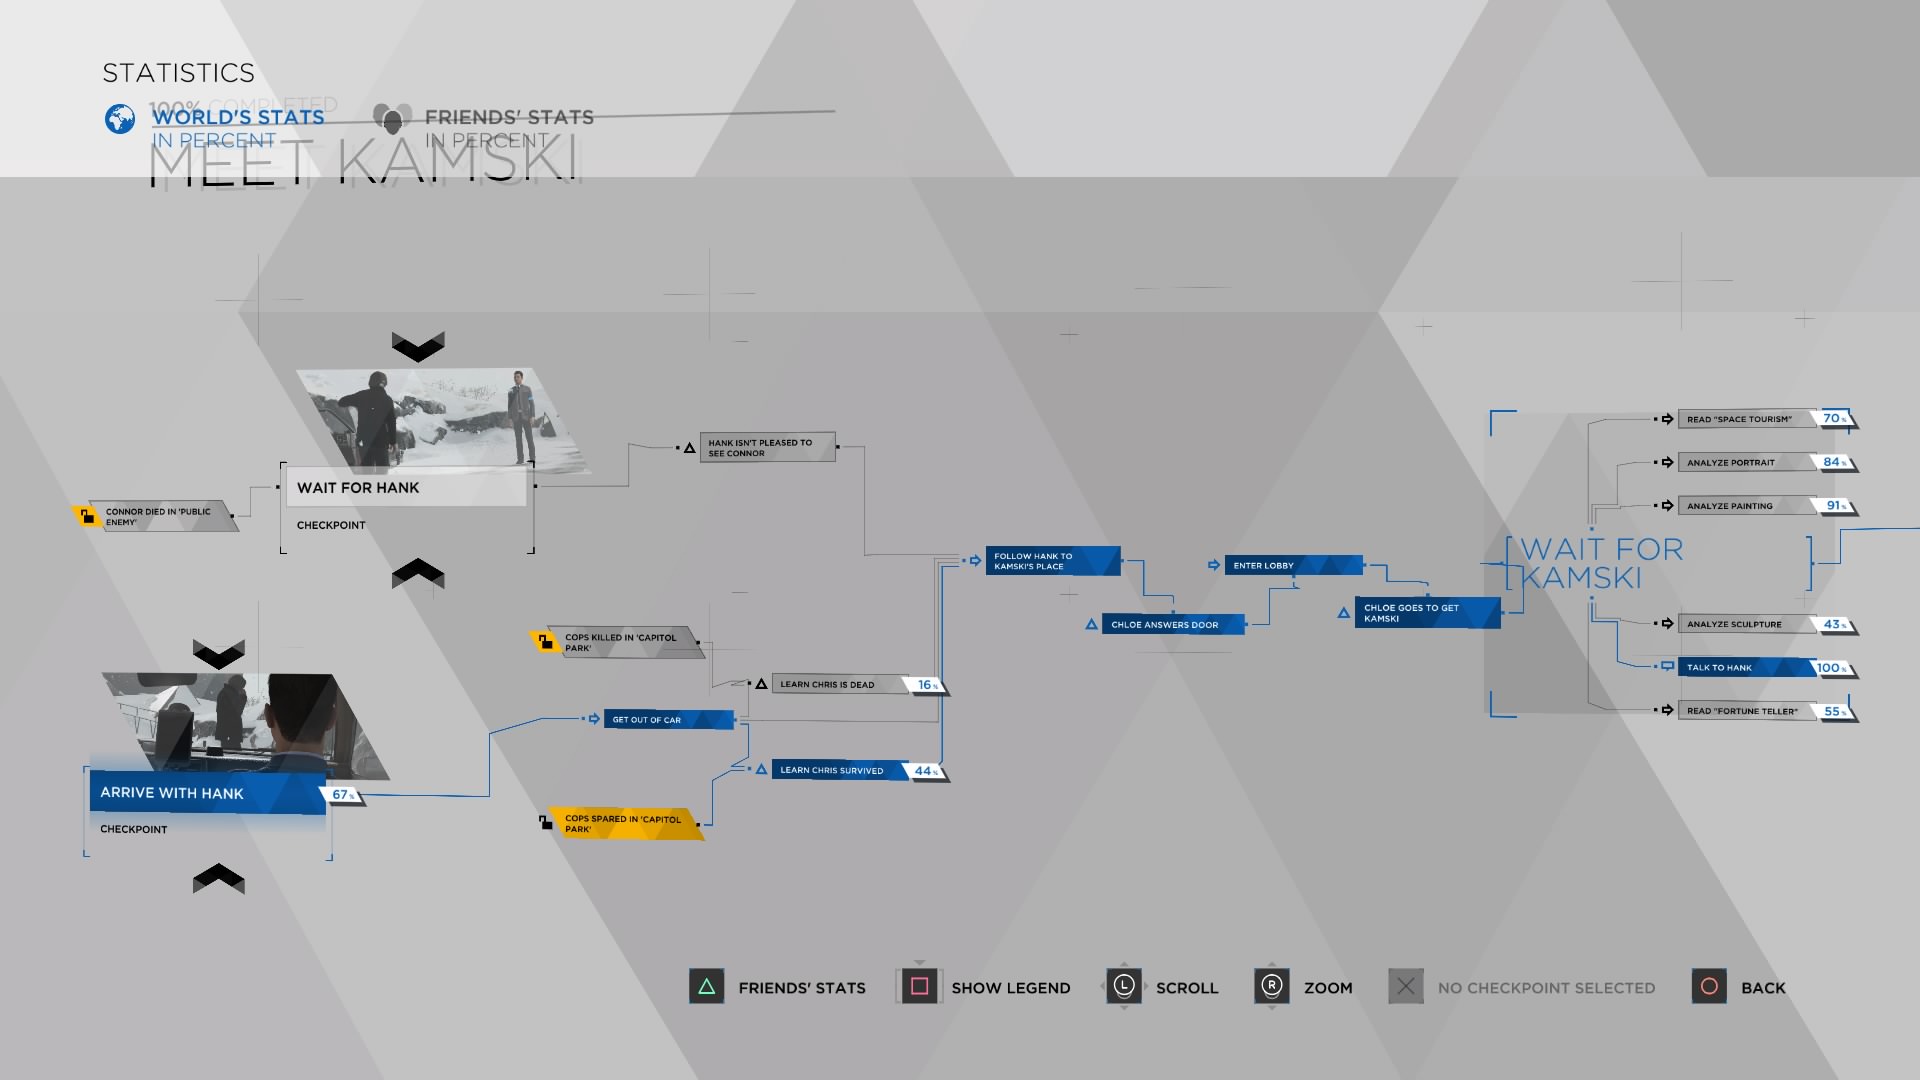 STATISTICS
100% COMPLETED
WORLD'S STATS
IN PERCENT
FRIENDS' STATS
IN PERCENT
MEET KAMSKI
WAIT FOR HANK
CHECKPOINT
CONNOR DIED IN 'PUBLIC
ENEMY'
HANK ISN'T PLEASED TO
SEE CONNOR
ARRIVE WITH HANK
67%
CHECKPOINT
COPS KILLED IN 'CAPITOL
PARK'
LEARN CHRIS IS DEAD
16%
GET OUT OF CAR
LEARN CHRIS SURVIVED
44%
COPS SPARED IN 'CAPITOL
PARK'
FOLLOW HANK TO
KAMSKI'S PLACE
CHLOE ANSWERS DOOR
ENTER LOBBY
CHLOE GOES TO GET
KAMSKI
WAIT FOR
KAMSKI
READ "SPACE TOURISM"
70%
ANALYZE PORTRAIT
84%
ANALYZE PAINTING
91%
ANALYZE SCULPTURE
43%
TALK TO HANK
100%
READ "FORTUNE TELLER"
55%
FRIENDS' STATS
SHOW LEGEND
L
SCROLL
R
ZOOM
NO CHECKPOINT SELECTED
BACK